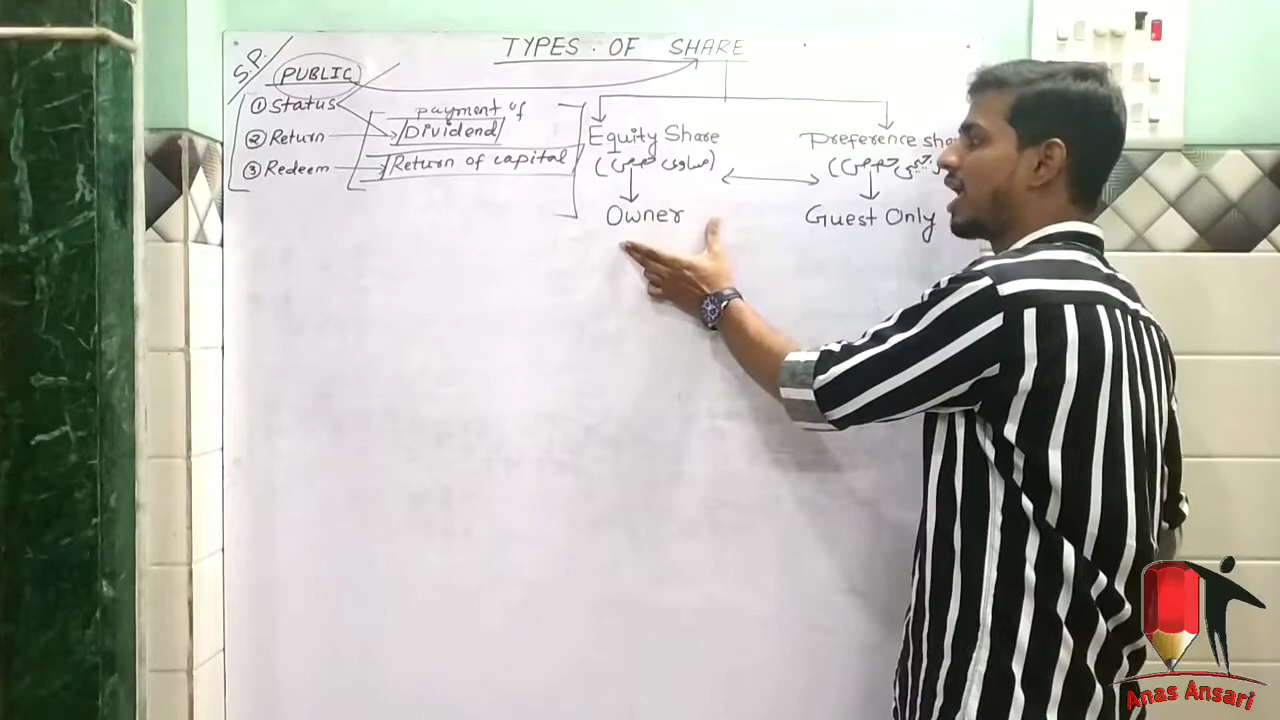 TYPES OF SHARE
S.P.
PUBLIC
① Status
② Return
③ Redeem
payment of
Dividend
Return of capital
Equity Share
(مساوی حصص)
Owner
Preference sha
حصص)
Guest Only
Anas Ansari